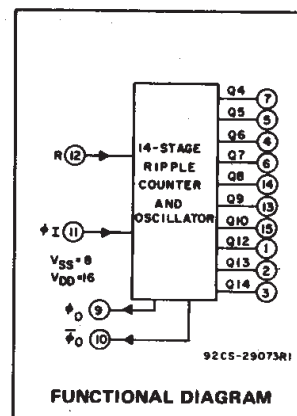 Q4 7
Q5 5
Q6 4
Q7 6
Q8 14
Q9 13
Q10 15
Q12 1
Q13 2
Q14 3
R 12
14-STAGE
RIPPLE
COUNTER
AND
OSCILLATOR
ϕI 11
VSS=8
VDD=16
ϕO 9
ϕ̅O 10
92CS-29073R1
FUNCTIONAL DIAGRAM